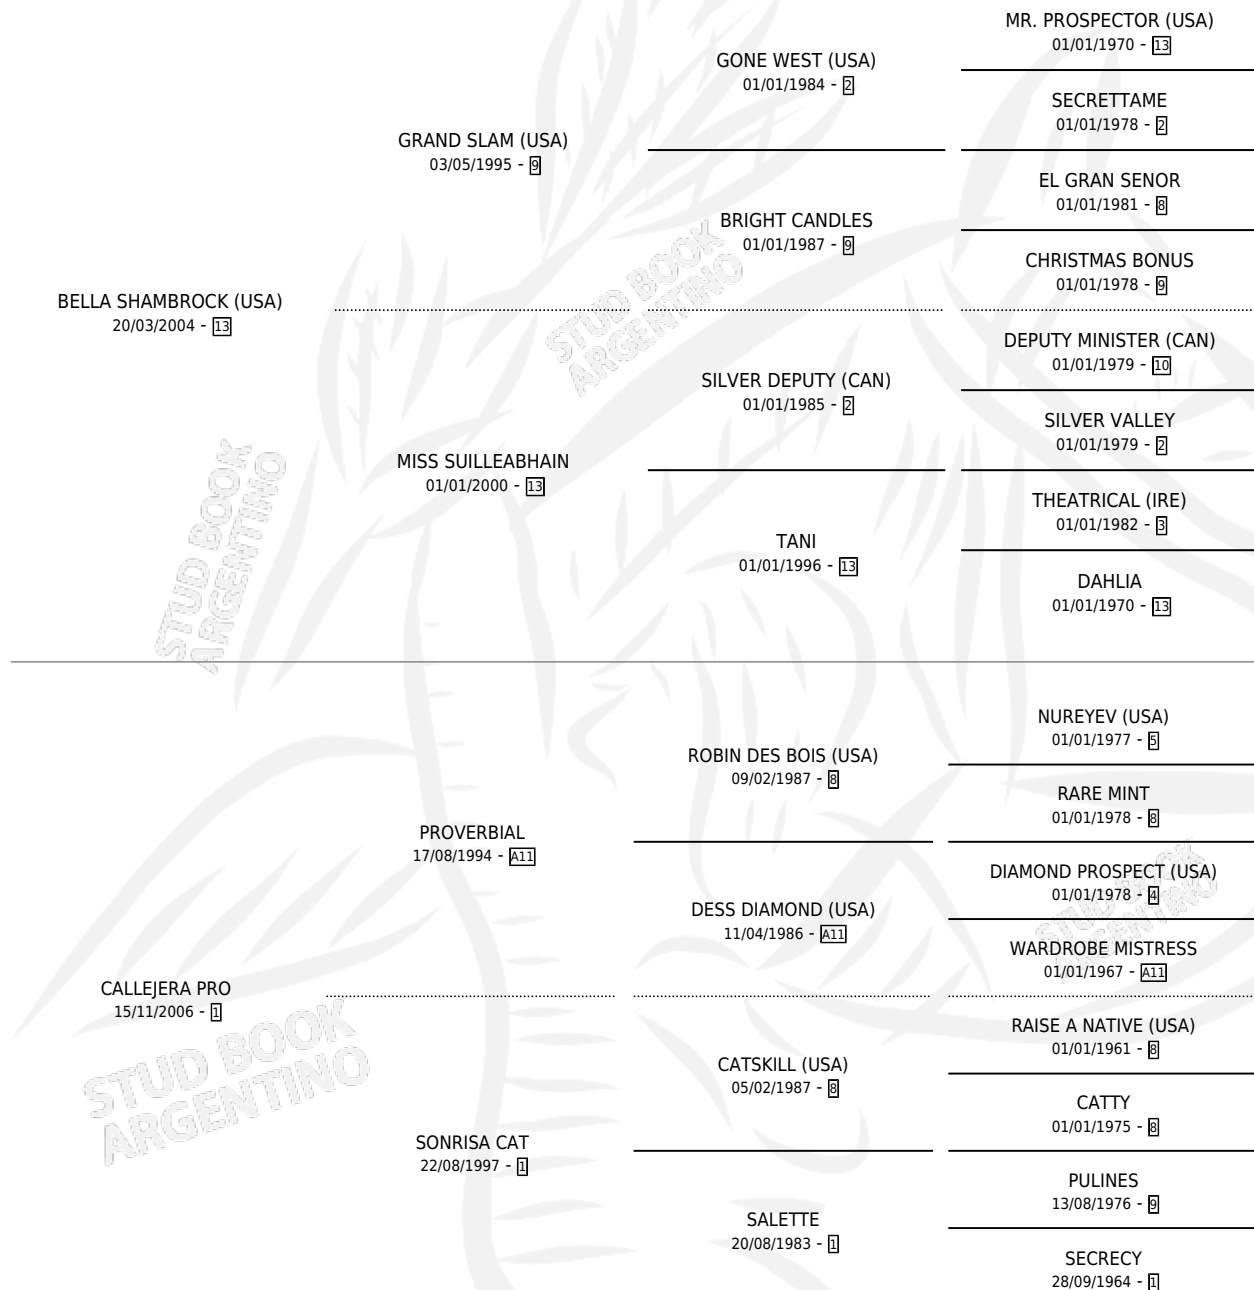 MR. PROSPECTOR (USA)
01/01/1970 - 13
GONE WEST (USA)
01/01/1984 - 2
SECRETTAME
01/01/1978 - 2
GRAND SLAM (USA)
03/05/1995 - 9
EL GRAN SENOR
01/01/1981 - 8
BRIGHT CANDLES
01/01/1987 - 9
CHRISTMAS BONUS
01/01/1978 - 9
BELLA SHAMBROCK (USA)
20/03/2004 - 13
DEPUTY MINISTER (CAN)
01/01/1979 - 10
SILVER DEPUTY (CAN)
01/01/1985 - 2
SILVER VALLEY
01/01/1979 - 2
MISS SUILLEABHAIN
01/01/2000 - 13
THEATRICAL (IRE)
01/01/1982 - 3
TANI
01/01/1996 - 13
DAHLIA
01/01/1970 - 13
NUREYEV (USA)
01/01/1977 - 5
ROBIN DES BOIS (USA)
09/02/1987 - 8
RARE MINT
01/01/1978 - 8
PROVERBIAL
17/08/1994 - A11
DIAMOND PROSPECT (USA)
01/01/1978 - 4
DESS DIAMOND (USA)
11/04/1986 - A11
WARDROBE MISTRESS
01/01/1967 - A11
CALLEJERA PRO
15/11/2006 - 1
RAISE A NATIVE (USA)
01/01/1961 - 8
CATSKILL (USA)
05/02/1987 - 8
CATTY
01/01/1975 - 8
SONRISA CAT
22/08/1997 - 1
PULINES
13/08/1976 - 9
SALETTE
20/08/1983 - 1
SECRECY
28/09/1964 - 1
STUD BOOK
ARGENTINO
STUD BOOK
ARGENTINO
STUD BOOK
ARGENTINO
STUD BOOK
ARGENTINO